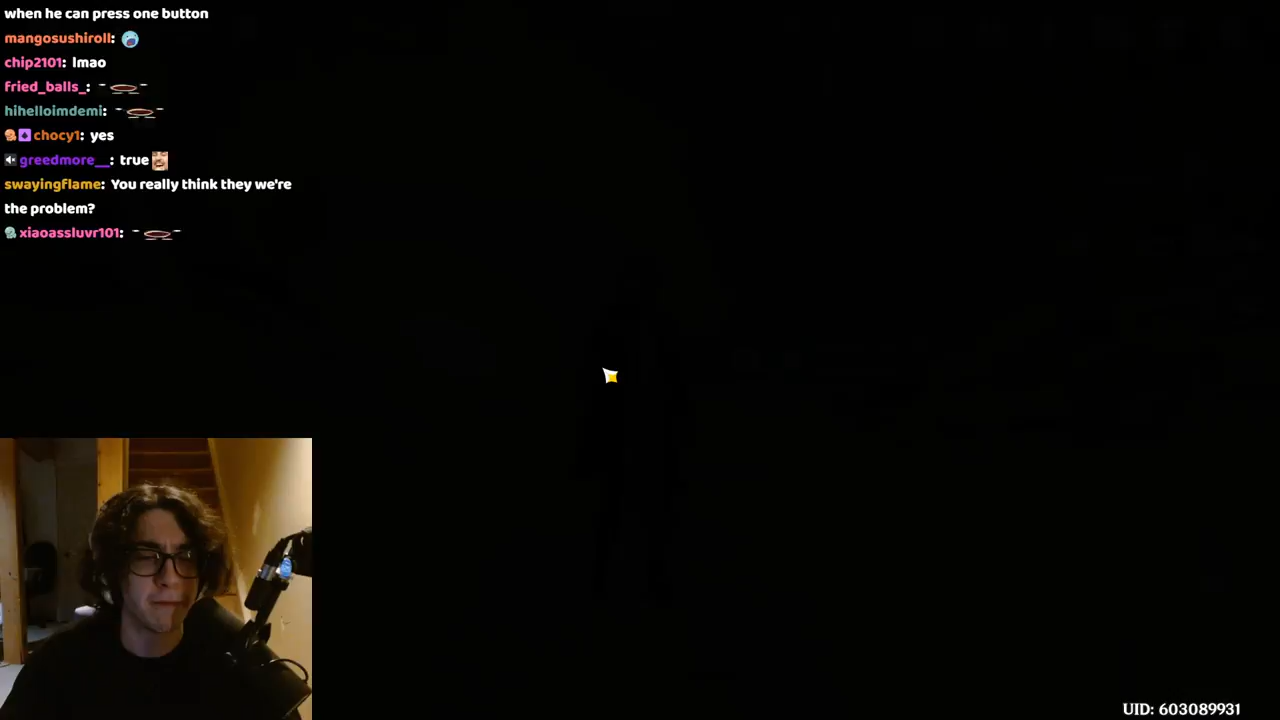 when he can press one button
mangosushiroll:
chip2101: lmao
fried_balls_:
hihelloimdemi:
chocy1: yes
greedmore__: true
swayingflame: You really think they we're
the problem?
xiaoassluvr101:
UID: 603089931